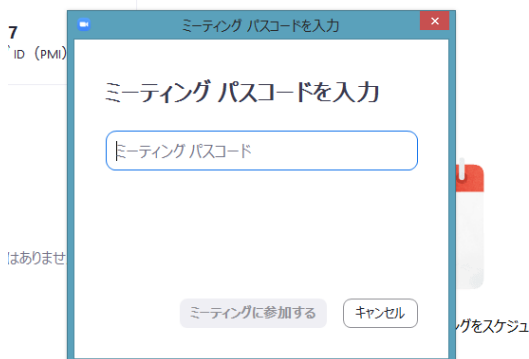 ミーティング パスコードを入力
7
ID（PMI）
ミーティング パスコードを入力
ミーティング パスコード
はありませ
ミーティングに参加する
キャンセル
グをスケジュ